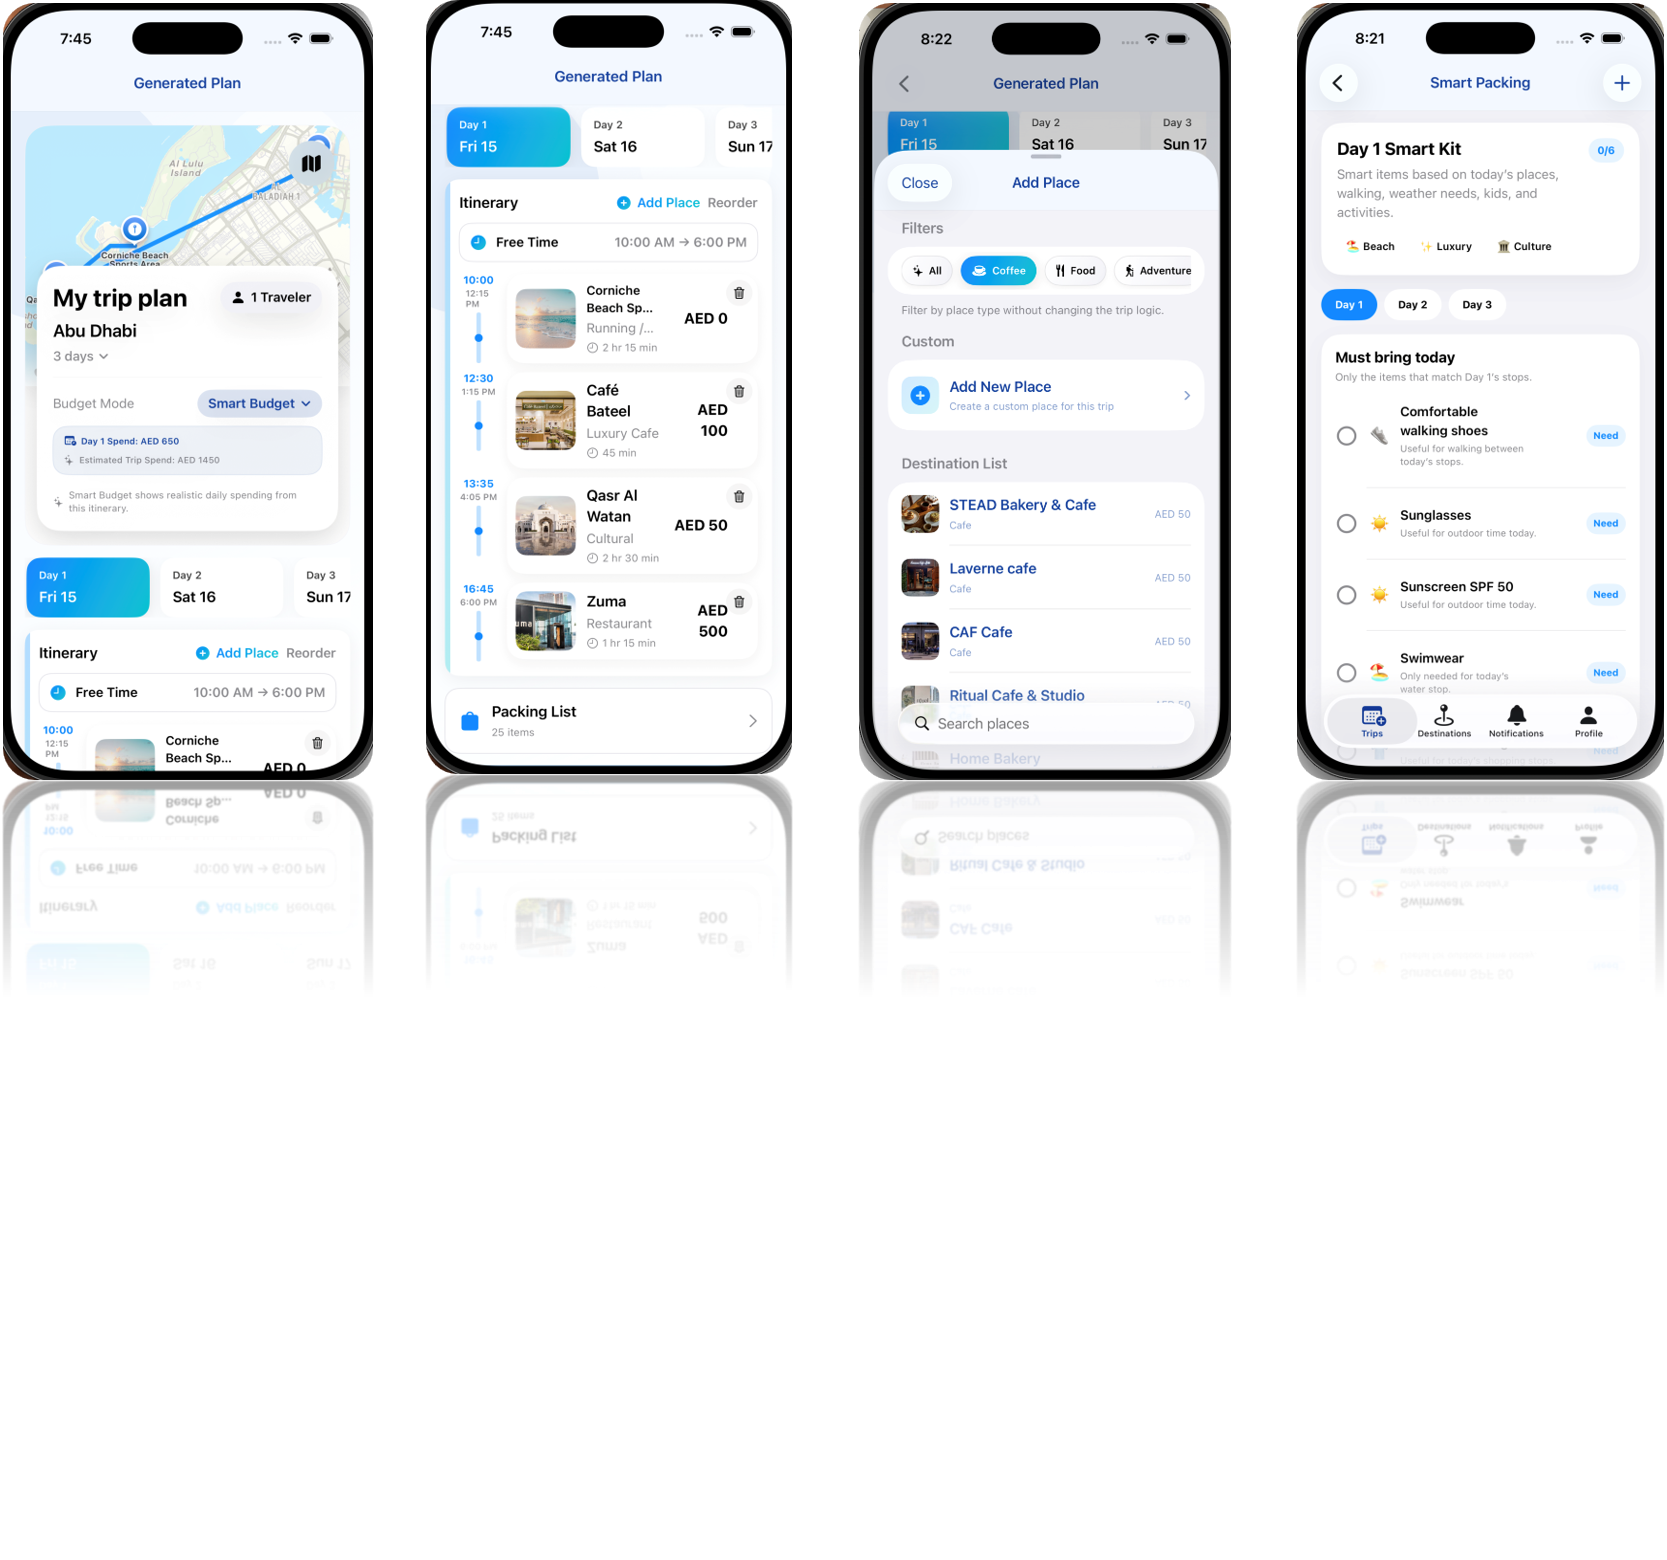 7:45
Generated Plan
Al Lulu
Island
BALADIAH 1
Corniche Beach
Sports Area
My trip plan
1 Traveler
Abu Dhabi
3 days
Budget Mode
Smart Budget
Day 1 Spend: AED 650
Estimated Trip Spend: AED 1450
Smart Budget shows realistic daily spending from
this itinerary.
Day 1
Fri 15
Day 2
Sat 16
Day 3
Sun 17
Itinerary
Add Place
Reorder
Free Time
10:00 AM → 6:00 PM
10:00
12:15
PM
Corniche
Beach Sp...
AED 0
7:45
Generated Plan
Day 1
Fri 15
Day 2
Sat 16
Day 3
Sun 17
Itinerary
Add Place
Reorder
Free Time
10:00 AM → 6:00 PM
10:00
12:15
PM
Corniche
Beach Sp...
Running /...
2 hr 15 min
AED 0
12:30
1:15 PM
Café
Bateel
Luxury Cafe
45 min
AED
100
13:35
4:05 PM
Qasr Al
Watan
Cultural
2 hr 30 min
AED 50
16:45
6:00 PM
Zuma
Restaurant
1 hr 15 min
AED
500
Packing List
25 items
8:22
Generated Plan
Day 1
Fri 15
Day 2
Sat 16
Day 3
Sun 17
Close
Add Place
Filters
All
Coffee
Food
Adventure
Filter by place type without changing the trip logic.
Custom
Add New Place
Create a custom place for this trip
Destination List
STEAD Bakery & Cafe
Cafe
AED 50
Laverne cafe
Cafe
AED 50
CAF Cafe
Cafe
AED 50
Ritual Cafe & Studio
AED 50
Search places
Home Bakery
8:21
Smart Packing
Day 1 Smart Kit
0/6
Smart items based on today's places,
walking, weather needs, kids, and
activities.
Beach
Luxury
Culture
Day 1
Day 2
Day 3
Must bring today
Only the items that match Day 1's stops.
Comfortable
walking shoes
Useful for walking between
today's stops.
Need
Sunglasses
Useful for outdoor time today.
Need
Sunscreen SPF 50
Useful for outdoor time today.
Need
Swimwear
Only needed for today's
water stop.
Need
Trips
Destinations
Notifications
Profile